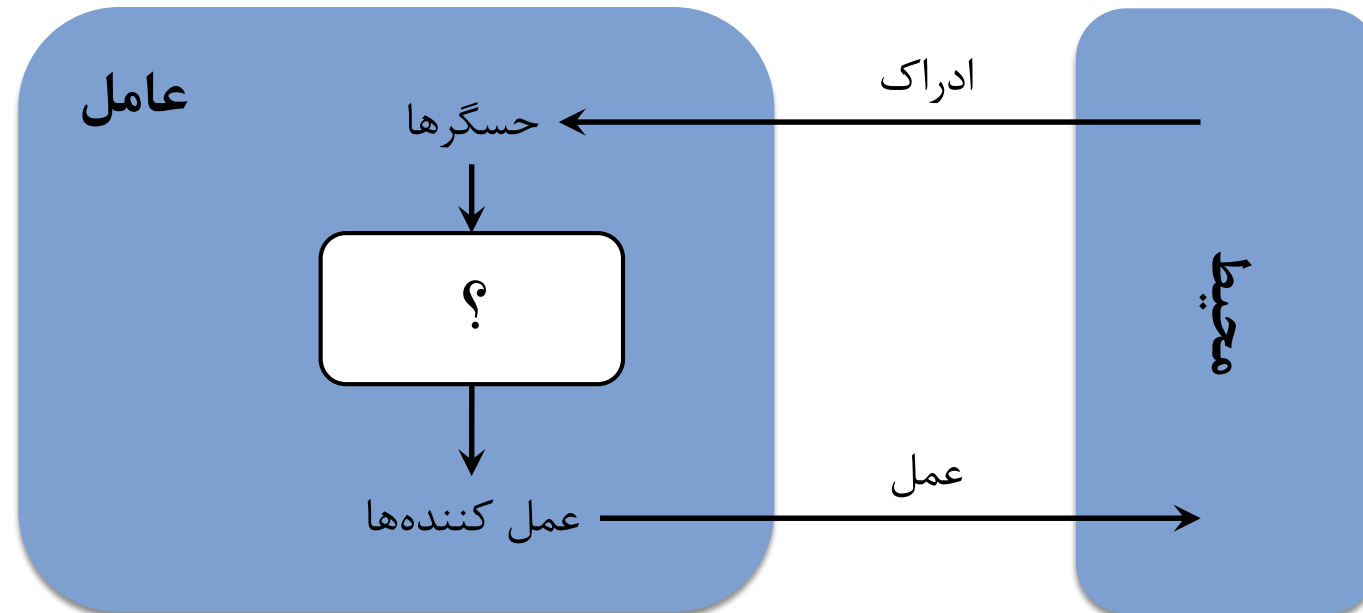 عامل
ادراک
حسگرها
؟
محیط
عمل
عمل کننده‌ها